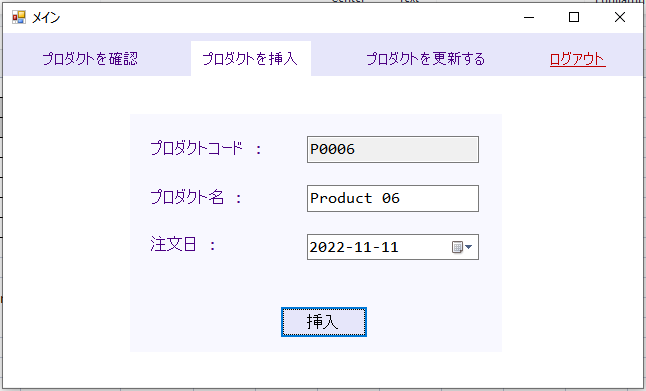 メイン
プロダクトを確認 プロダクトを挿入 プロダクトを更新する ログアウト
プロダクトコード : P0006
プロダクト名 : Product 06
注文日 : 2022-11-11
挿入